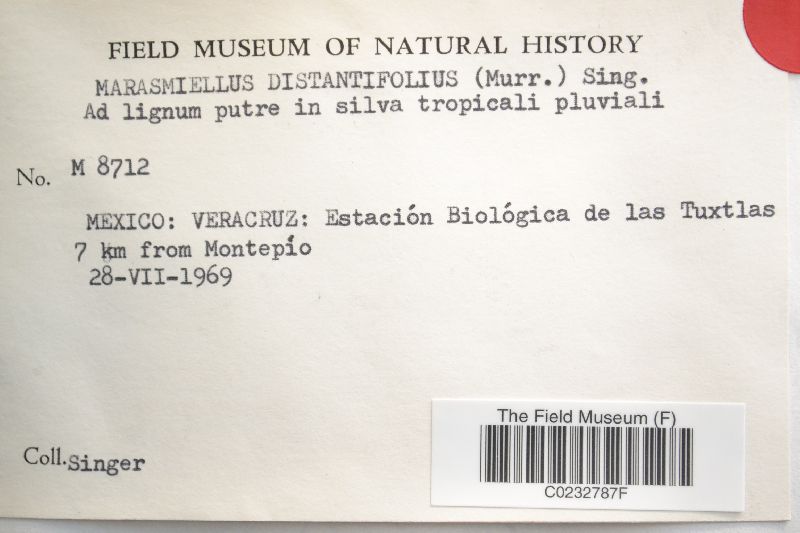 FIELD MUSEUM OF NATURAL HISTORY
MARASMIELLUS DISTANTIFOLIUS (Murr.) Sing.
Ad lignum putre in silva tropicali pluviali
No. M 8712
MEXICO: VERACRUZ: Estación Biológica de las Tuxtlas
7 km from Montepío
28-VII-1969
Coll. Singer
The Field Museum (F)
C0232787F